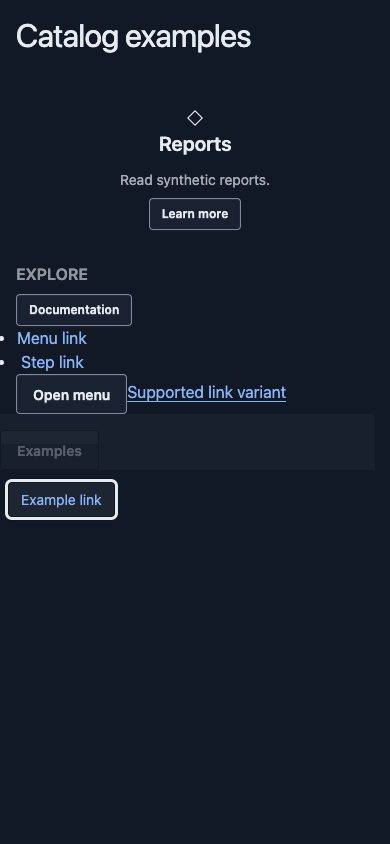 Catalog examples
Reports
Read synthetic reports.
Learn more
EXPLORE
Documentation
Menu link
Step link
Open menu Supported link variant
Examples
Example link